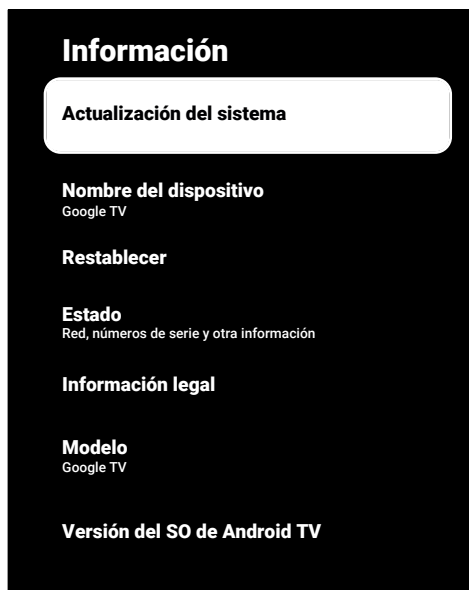 Información
Actualización del sistema
Nombre del dispositivo
Google TV
Restablecer
Estado
Red, números de serie y otra información
Información legal
Modelo
Google TV
Versión del SO de Android TV